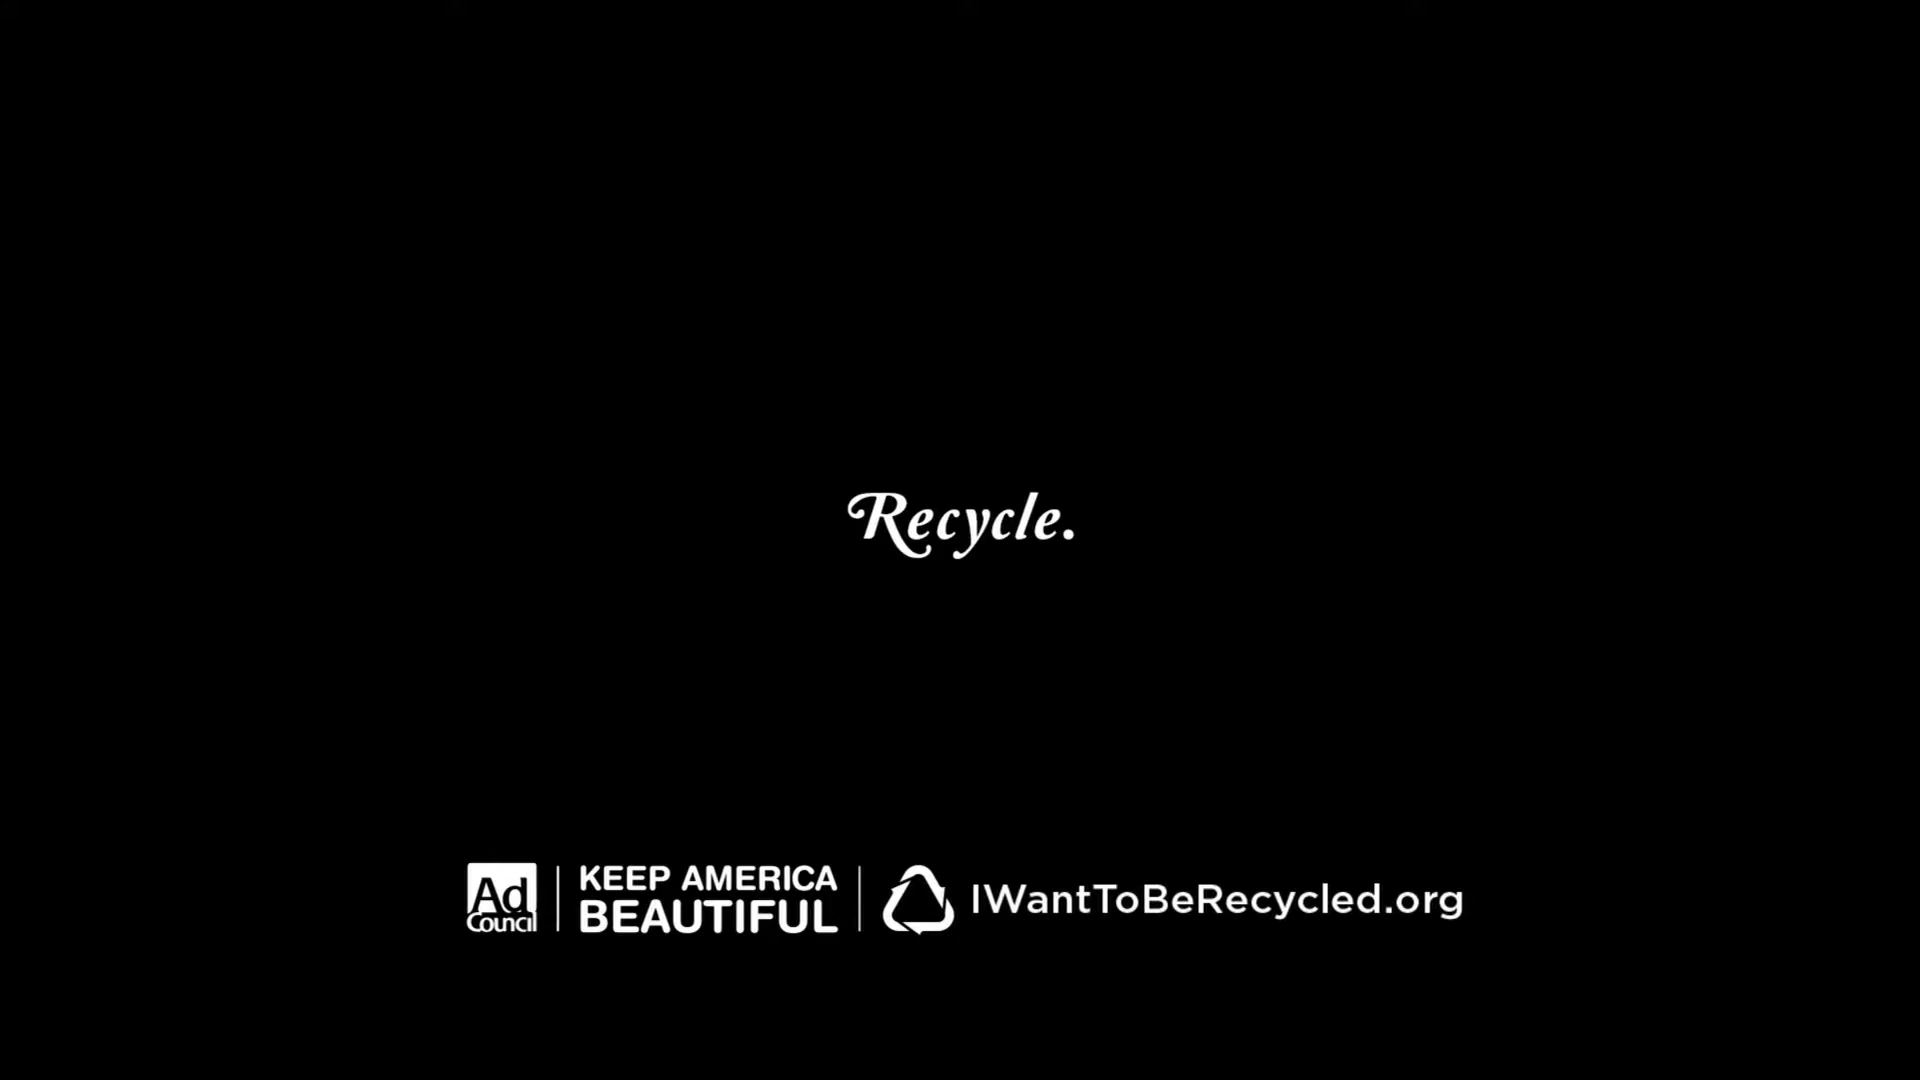 Recycle.
Ad
Council
KEEP AMERICA
BEAUTIFUL
IWantToBeRecycled.org